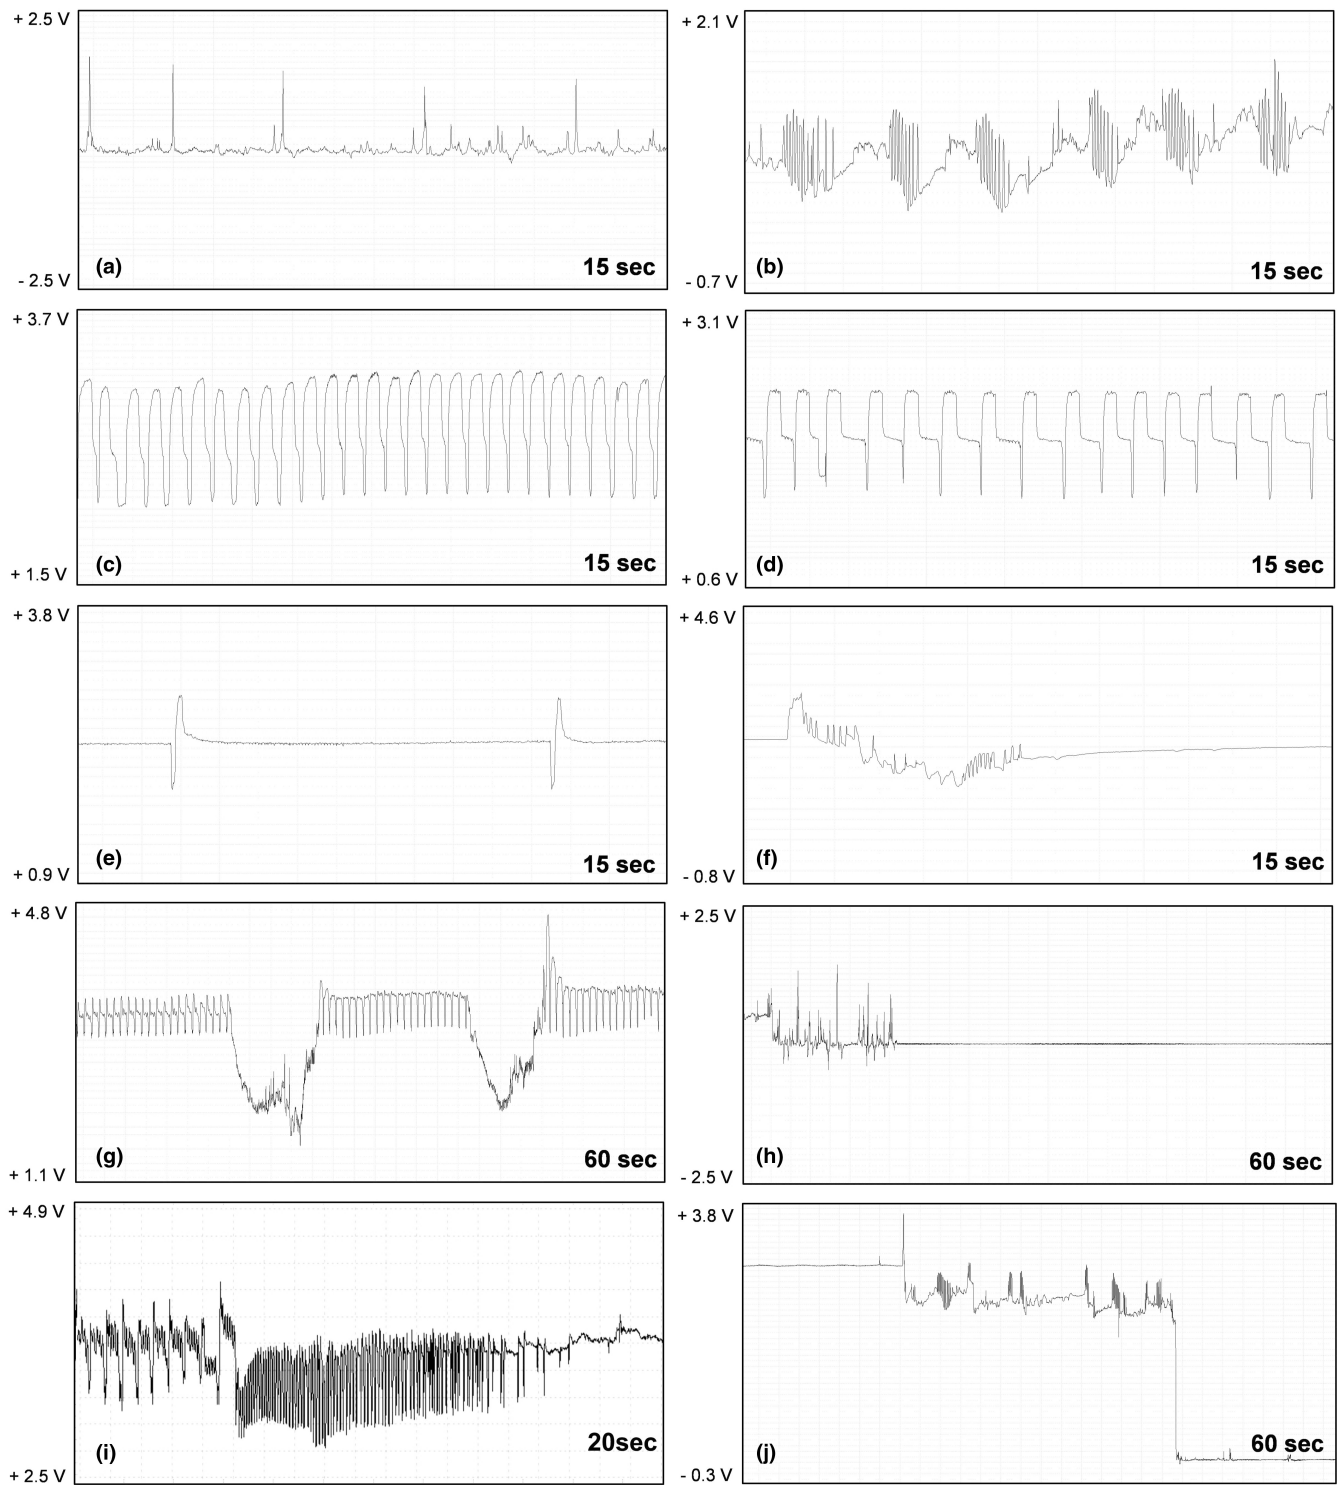 + 2.5 V
(a)
15 sec
- 2.5 V
+ 2.1 V
(b)
15 sec
- 0.7 V
+ 3.7 V
(c)
15 sec
+ 1.5 V
+ 3.1 V
(d)
15 sec
+ 0.6 V
+ 3.8 V
(e)
15 sec
+ 0.9 V
+ 4.6 V
(f)
15 sec
- 0.8 V
+ 4.8 V
(g)
60 sec
+ 1.1 V
+ 2.5 V
(h)
60 sec
- 2.5 V
+ 4.9 V
(i)
20sec
+ 2.5 V
+ 3.8 V
(j)
60 sec
- 0.3 V